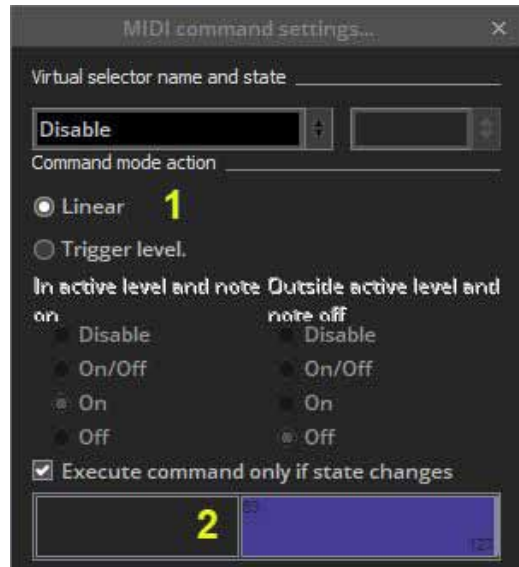 MIDI command settings...
Virtual selector name and state
Disable
Command mode action
Linear 1
Trigger level.
In active level and note on
Outside active level and note off
Disable Disable
On/Off On/Off
On On
Off Off
Execute command only if state changes
2